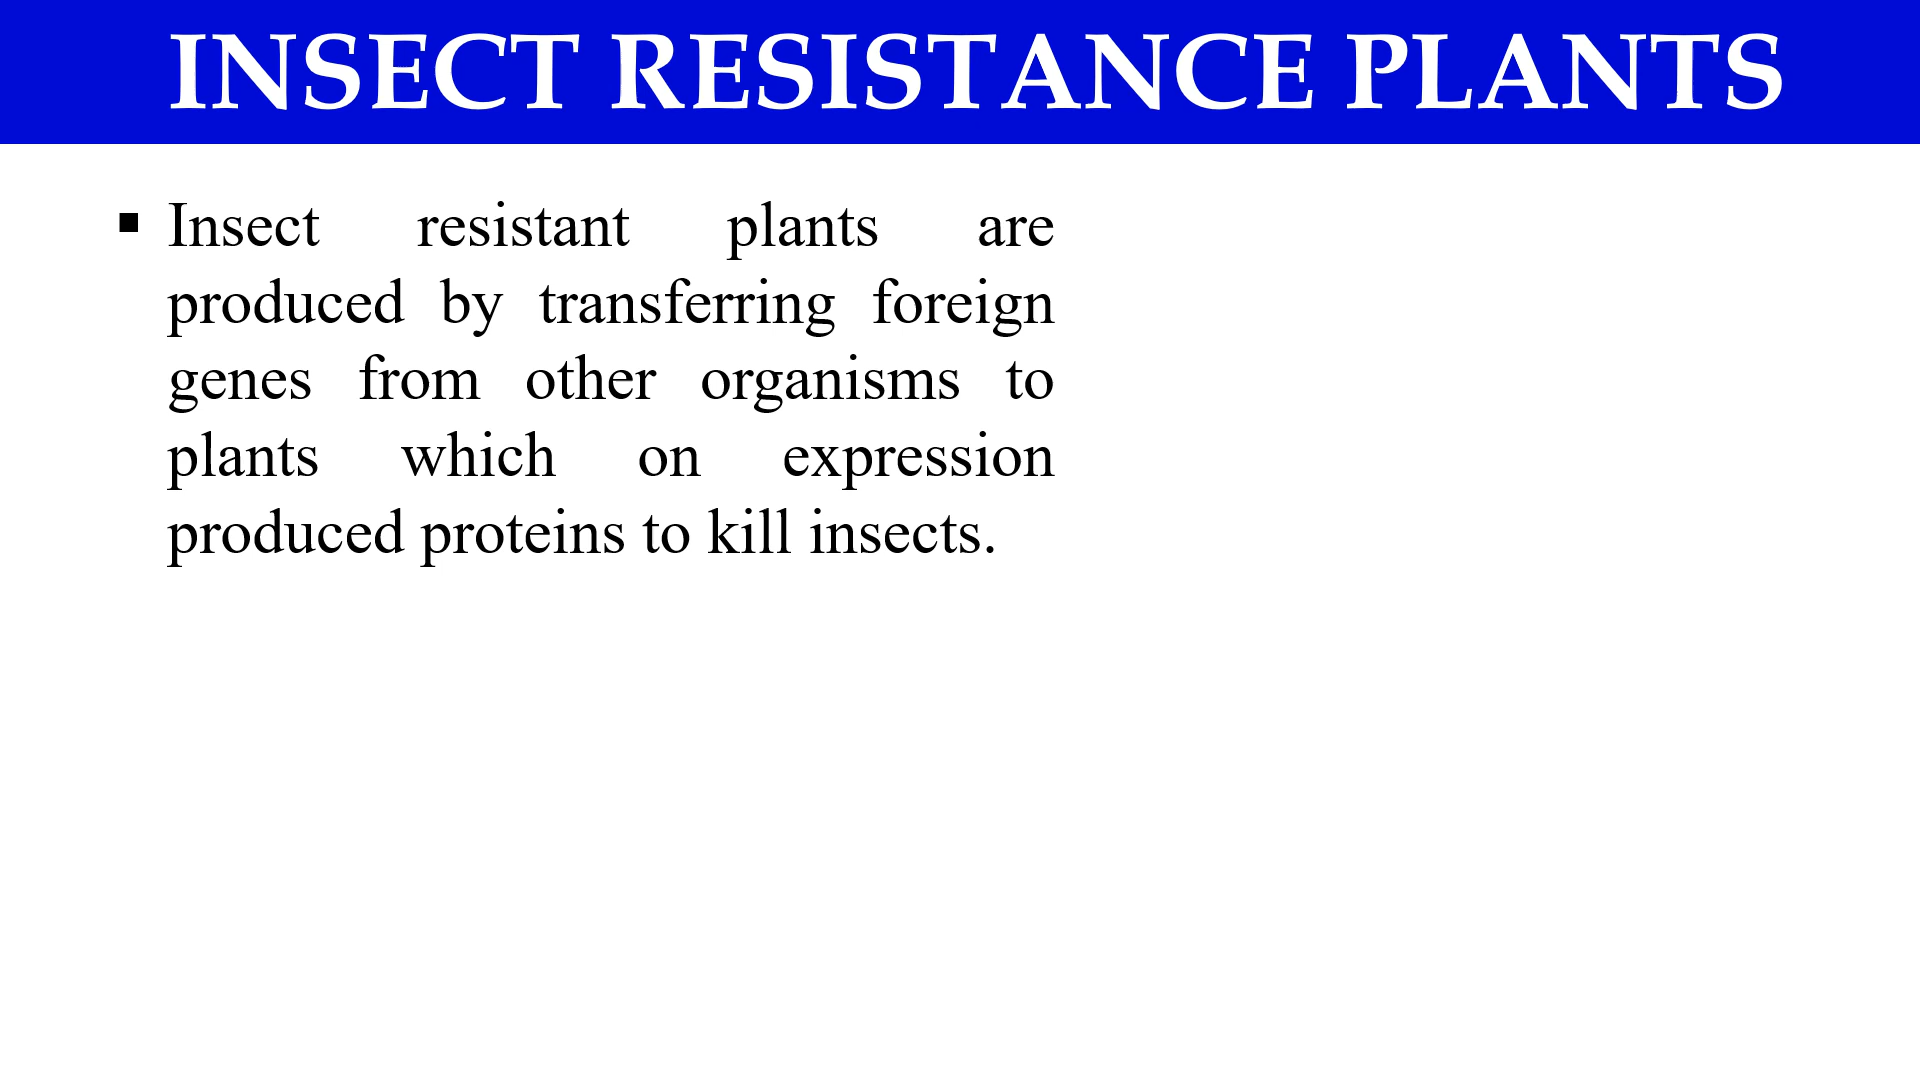 INSECT RESISTANCE PLANTS
▪ Insect resistant plants are
produced by transferring foreign
genes from other organisms to
plants which on expression
produced proteins to kill insects.